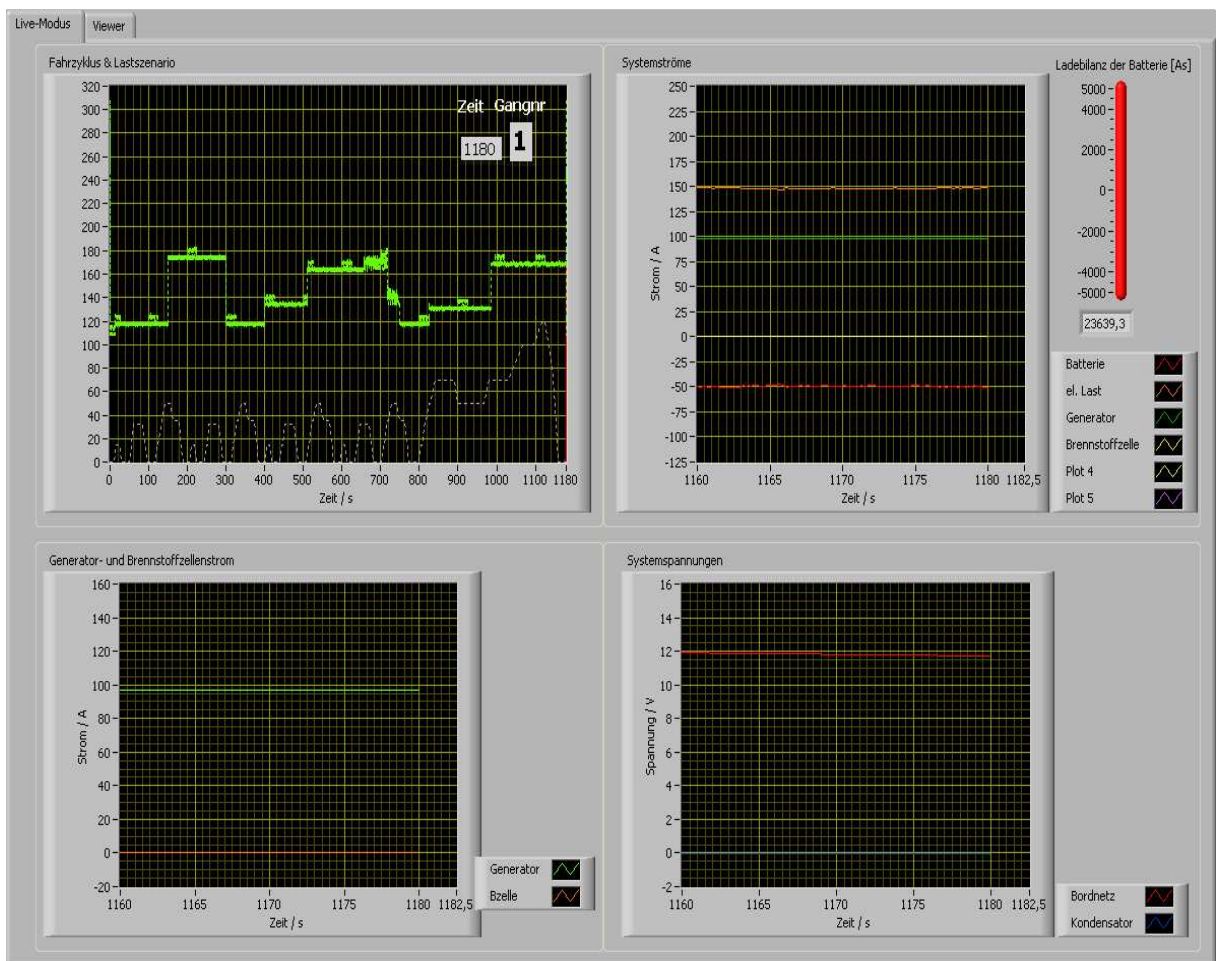 Live-Modus Viewer
Fahrzyklus & Lastszenario
320
300
280
260
240
220
200
180
160
140
120
100
80
60
40
20
0
Zeit Gangnr
1180 1
0 100 200 300 400 500 600 700 800 900 1000 1100 1180
Zeit / s
Systemströme
Strom / A
250
225
200
175
150
125
100
75
50
25
0
-25
-50
-75
-100
-125
1160 1165 1170 1175 1180 1182,5
Zeit / s
Ladebilanz der Batterie [As]
5000
4000
2000
0
-2000
-4000
-5000
23639,3
Batterie
el. Last
Generator
Brennstoffzelle
Plot 4
Plot 5
Generator- und Brennstoffzellenstrom
Strom / A
160
140
120
100
80
60
40
20
0
-20
1160 1165 1170 1175 1180 1182,5
Zeit / s
Generator
Bzelle
Systemspannungen
Spannung / V
16
14
12
10
8
6
4
2
0
-2
1160 1165 1170 1175 1180 1182,5
Zeit / s
Bordnetz
Kondensator